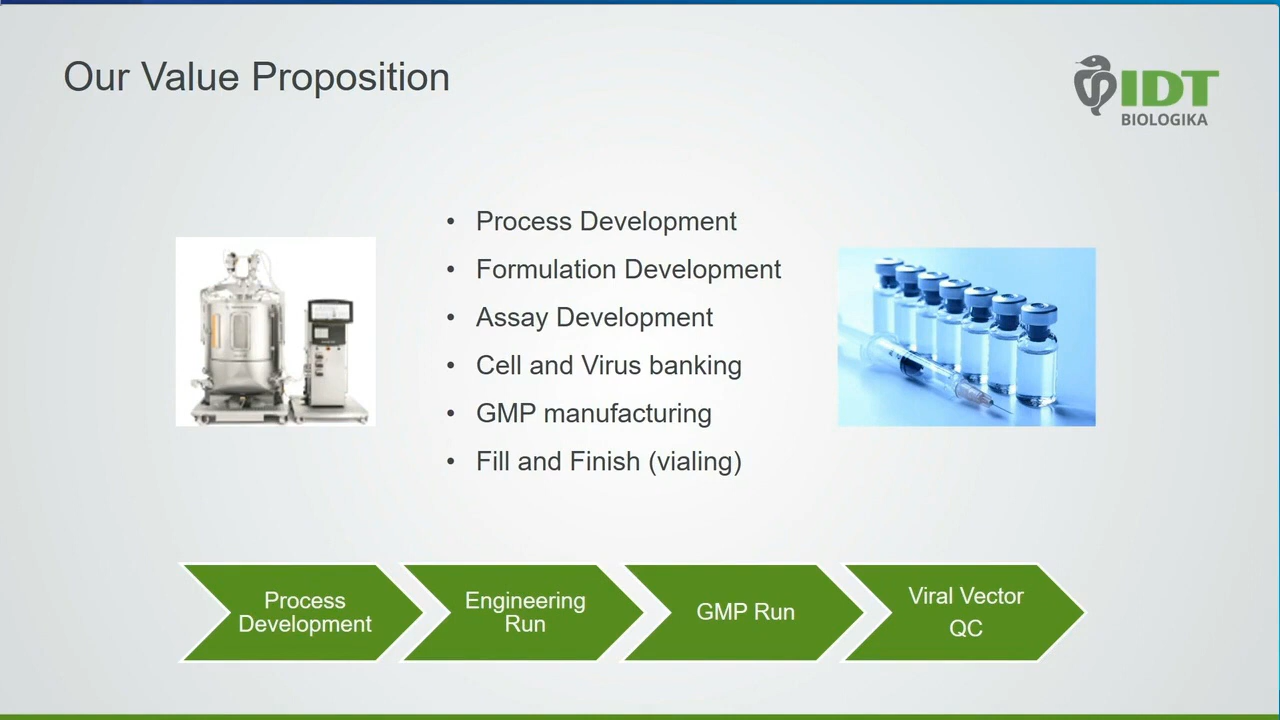 Our Value Proposition
IDT
BIOLOGIKA
• Process Development
• Formulation Development
• Assay Development
• Cell and Virus banking
• GMP manufacturing
• Fill and Finish (vialing)
Process
Development
Engineering
Run
GMP Run
Viral Vector
QC